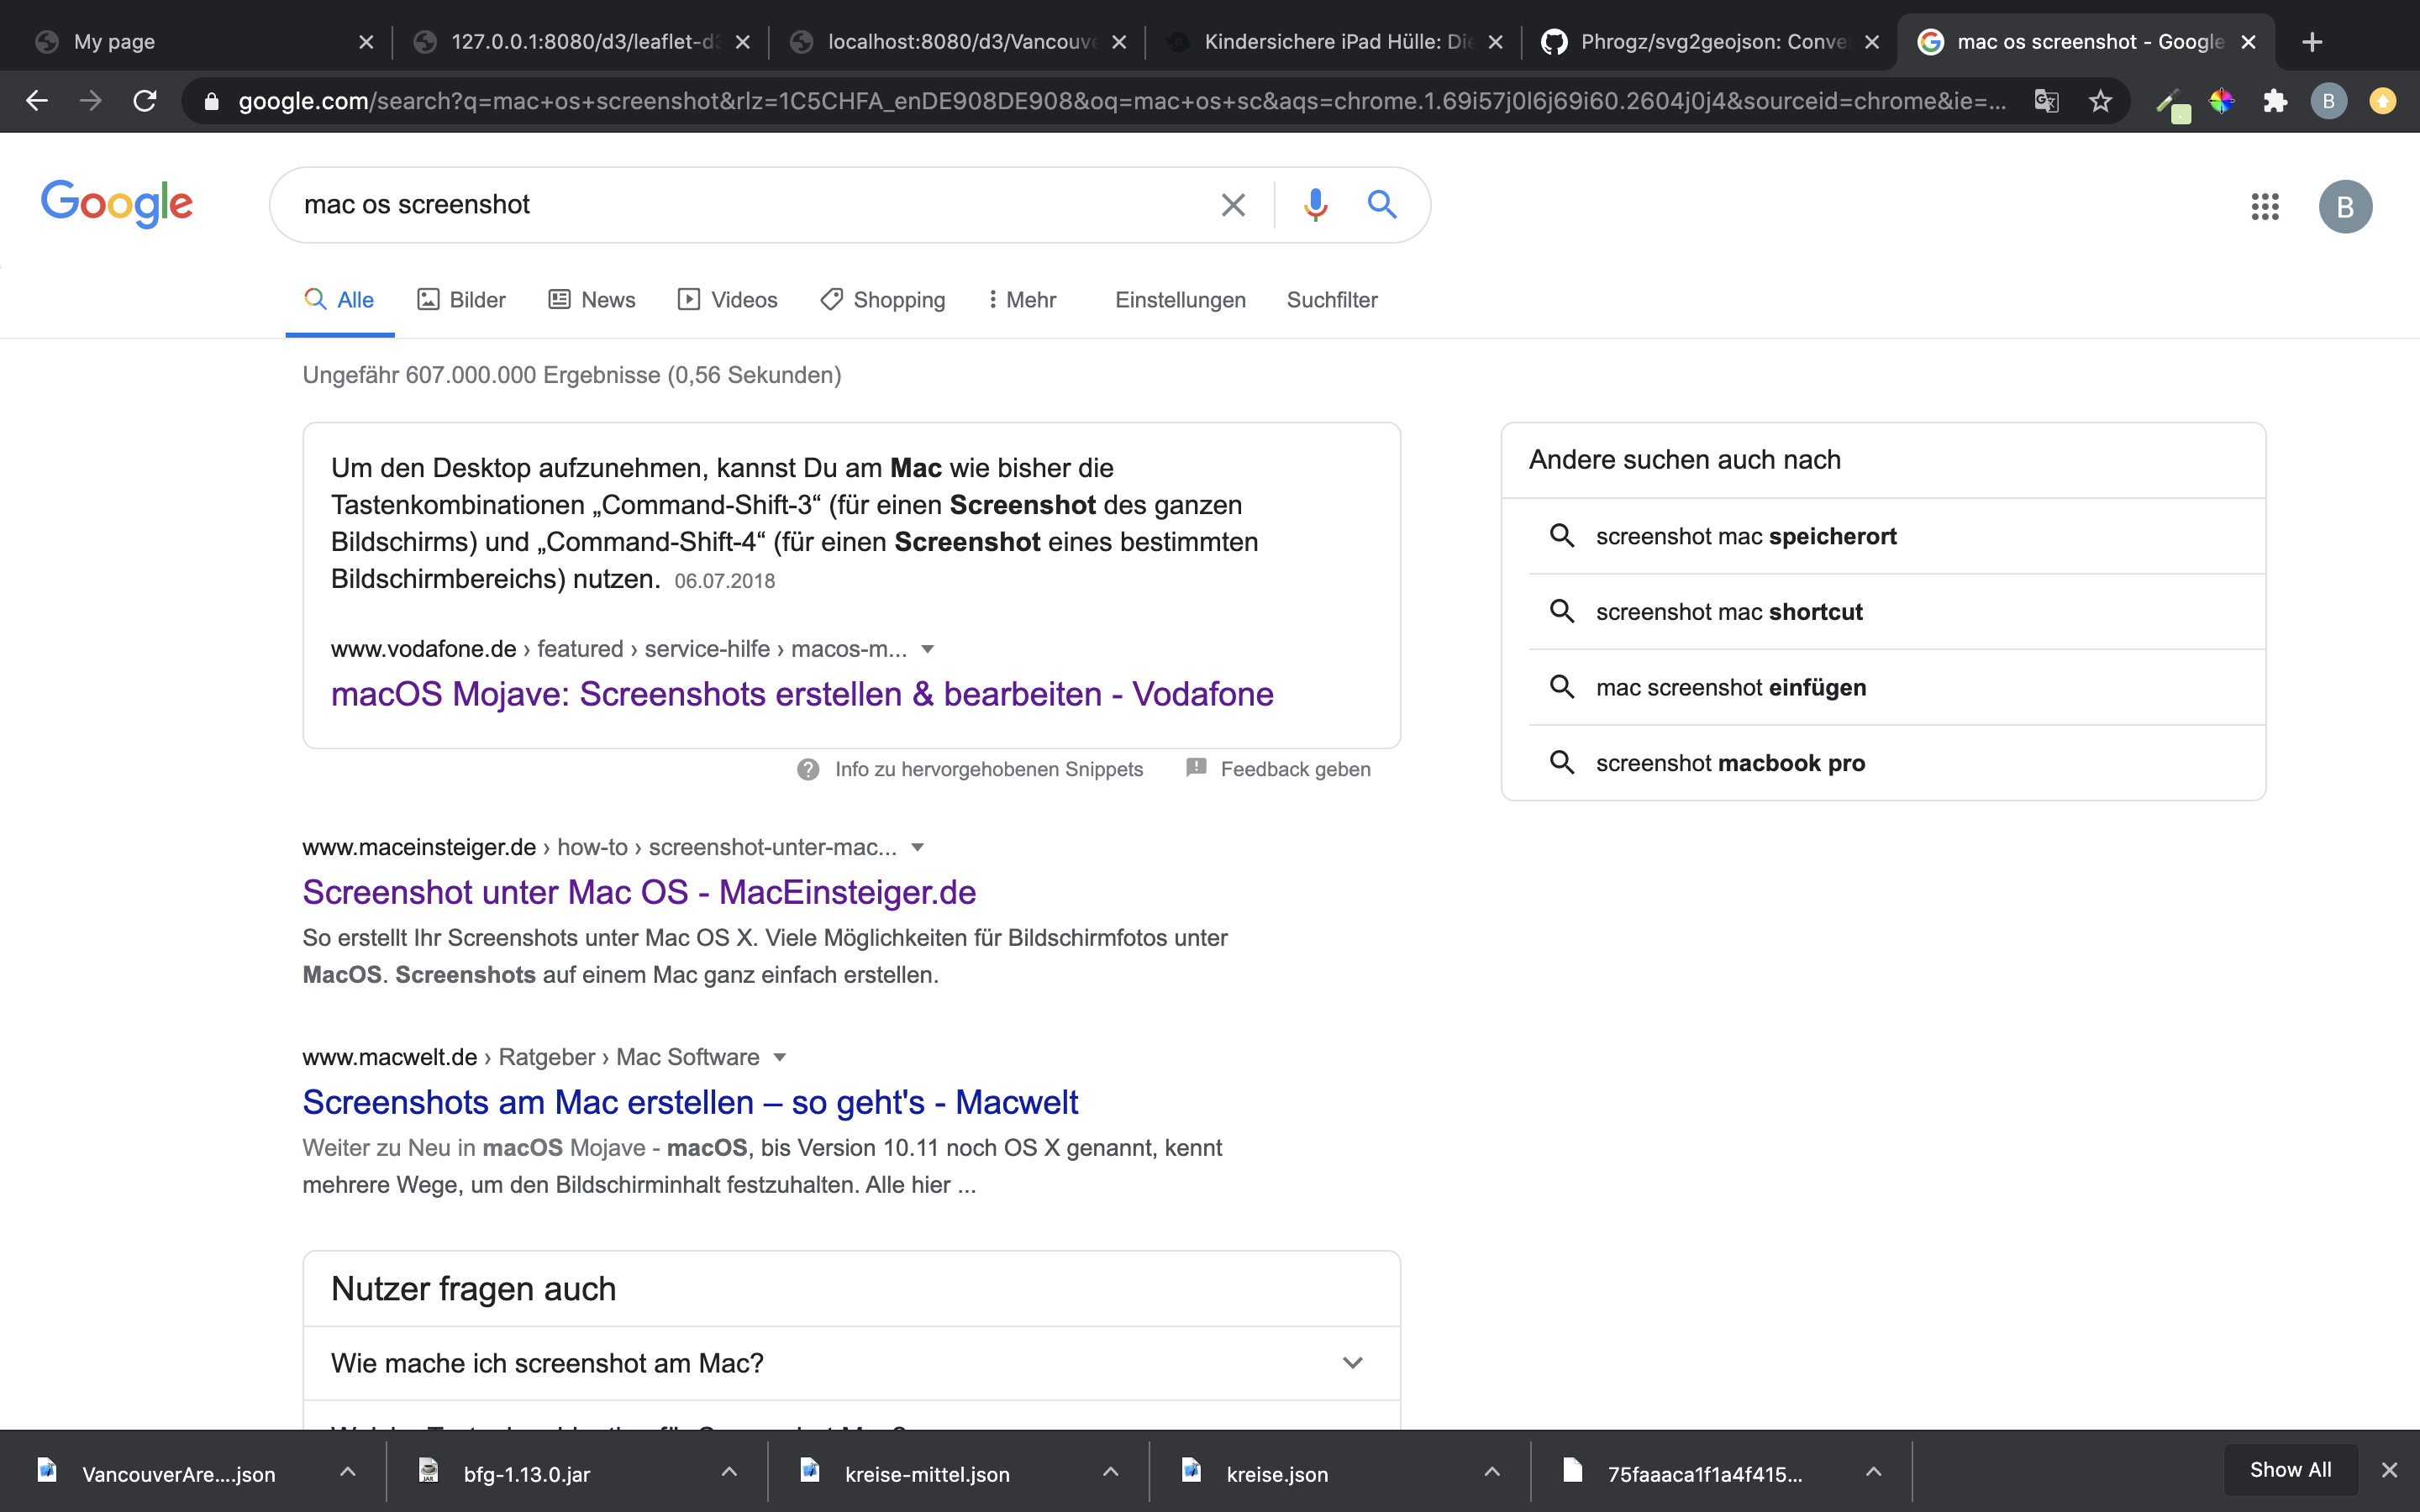 My page
127.0.0.1:8080/d3/leaflet-d3
localhost:8080/d3/Vancouve
Kindersichere iPad Hülle: Die
Phrogz/svg2geojson: Conver
mac os screenshot - Google
google.com/search?q=mac+os+screenshot&rlz=1C5CHFA_enDE908DE908&oq=mac+os+sc&aqs=chrome.1.69i57j0l6j69i60.2604j0j4&sourceid=chrome&ie=...
B
Google
mac os screenshot
B
Alle
Bilder
News
Videos
Shopping
Mehr
Einstellungen
Suchfilter
Ungefähr 607.000.000 Ergebnisse (0,56 Sekunden)
Um den Desktop aufzunehmen, kannst Du am Mac wie bisher die
Tastenkombinationen „Command-Shift-3“ (für einen Screenshot des ganzen
Bildschirms) und „Command-Shift-4“ (für einen Screenshot eines bestimmten
Bildschirmbereichs) nutzen. 06.07.2018
www.vodafone.de › featured › service-hilfe › macos-m...
macOS Mojave: Screenshots erstellen & bearbeiten - Vodafone
Info zu hervorgehobenen Snippets
Feedback geben
Andere suchen auch nach
screenshot mac speicherort
screenshot mac shortcut
mac screenshot einfügen
screenshot macbook pro
www.maceinsteiger.de › how-to › screenshot-unter-mac...
Screenshot unter Mac OS - MacEinsteiger.de
So erstellt Ihr Screenshots unter Mac OS X. Viele Möglichkeiten für Bildschirmfotos unter
MacOS. Screenshots auf einem Mac ganz einfach erstellen.
www.macwelt.de › Ratgeber › Mac Software
Screenshots am Mac erstellen – so geht's - Macwelt
Weiter zu Neu in macOS Mojave - macOS, bis Version 10.11 noch OS X genannt, kennt
mehrere Wege, um den Bildschirminhalt festzuhalten. Alle hier ...
Nutzer fragen auch
Wie mache ich screenshot am Mac?
VancouverAre....json
bfg-1.13.0.jar
kreise-mittel.json
kreise.json
75faaaca1f1a4f415...
Show All